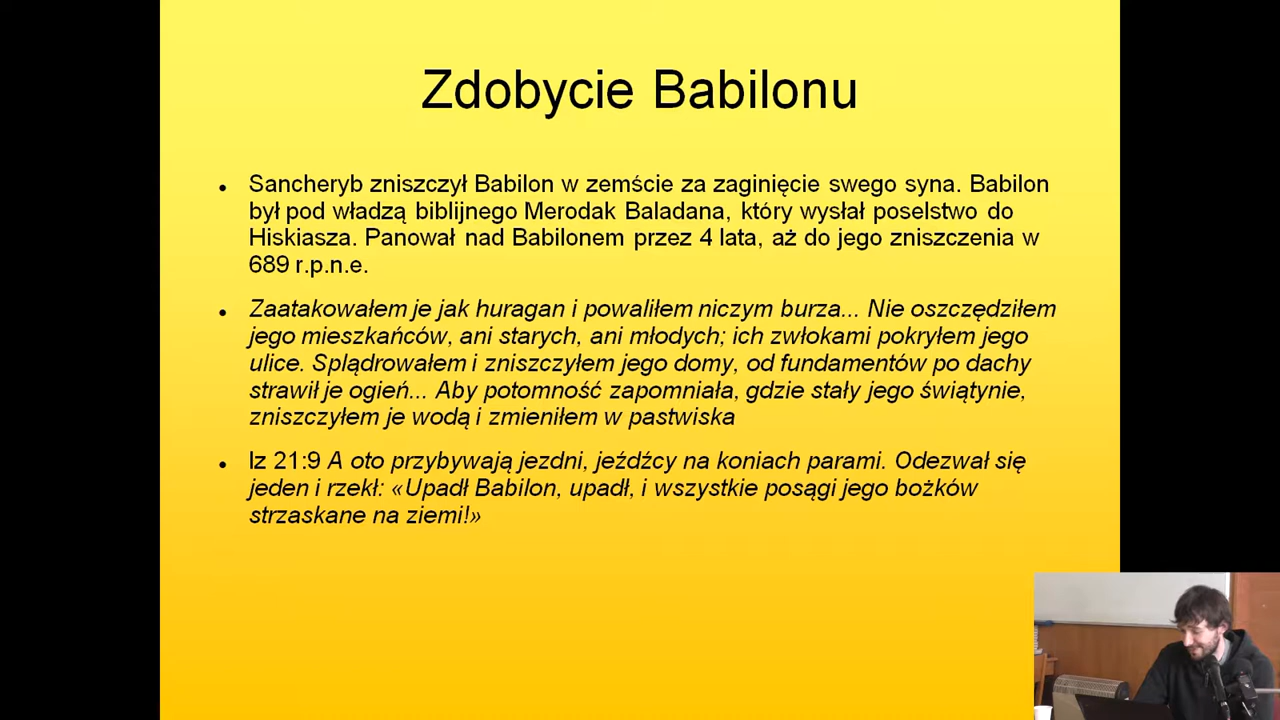 Zdobycie Babilonu
• Sancheryb zniszczył Babilon w zemście za zaginięcie swego syna. Babilon
był pod władzą biblijnego Merodak Baladana, który wysłał poselstwo do
Hiskiasza. Panował nad Babilonem przez 4 lata, aż do jego zniszczenia w
689 r.p.n.e.
• Zaatakowałem je jak huragan i powaliłem niczym burza... Nie oszczędziłem
jego mieszkańców, ani starych, ani młodych; ich zwłokami pokryłem jego
ulice. Splądrowałem i zniszczyłem jego domy, od fundamentów po dachy
strawił je ogień... Aby potomność zapomniała, gdzie stały jego świątynie,
zniszczyłem je wodą i zmieniłem w pastwiska
• Iz 21:9 A oto przybywają jezdni, jeźdźcy na koniach parami. Odezwał się
jeden i rzekł: «Upadł Babilon, upadł, i wszystkie posągi jego bożków
strzaskane na ziemi!»